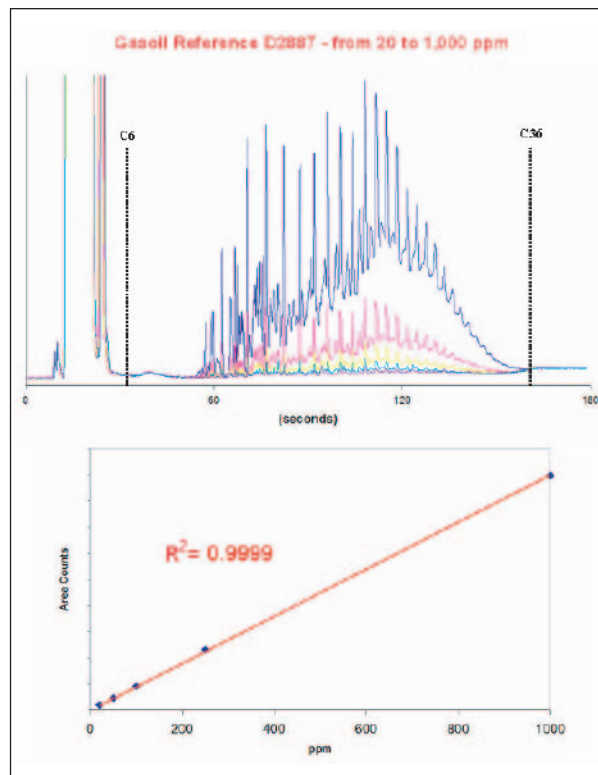 Gasoil Reference D2887 - from 20 to 1,000 ppm
C6
C36
0 60 120 180
(seconds)
R²= 0.9999
Area Counts
0 200 400 600 800 1000
ppm